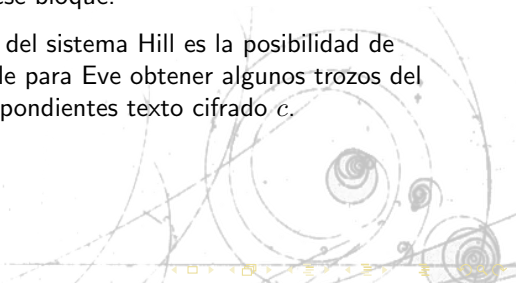 ese bloque.
del sistema Hill es la posibilidad de
le para Eve obtener algunos trozos del
pondientes texto cifrado c.